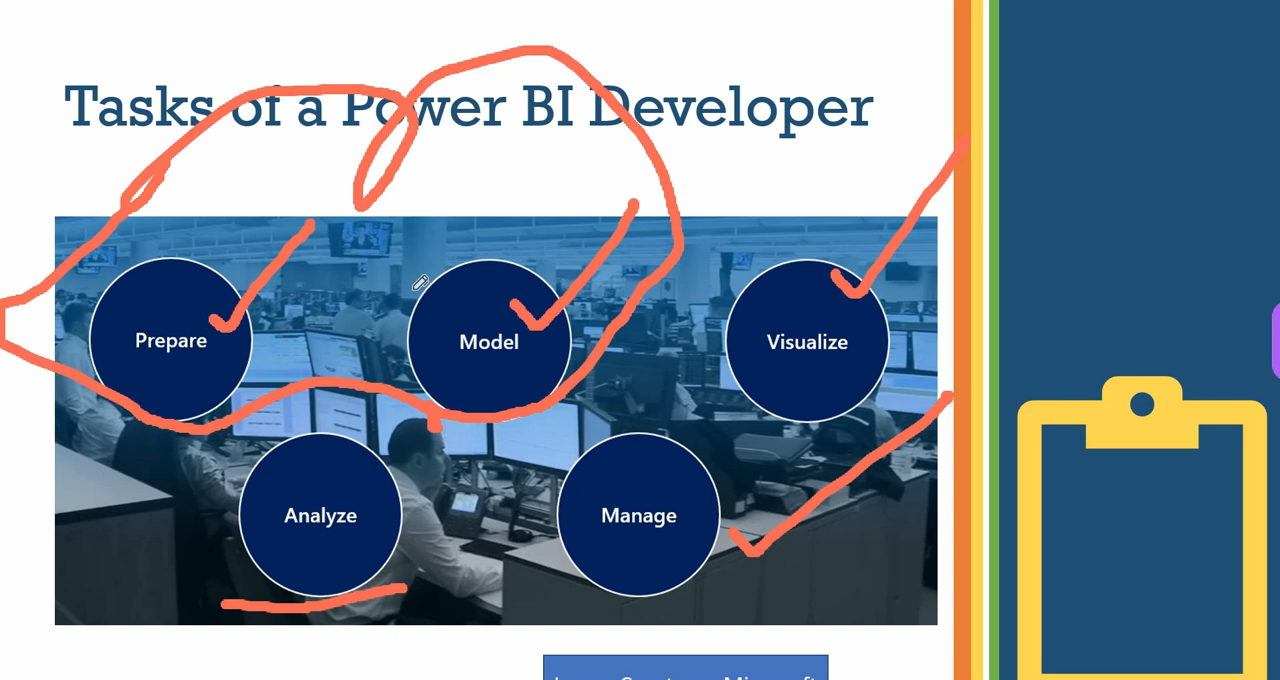 Tasks of a Power BI Developer
Prepare
Model
Visualize
Analyze
Manage